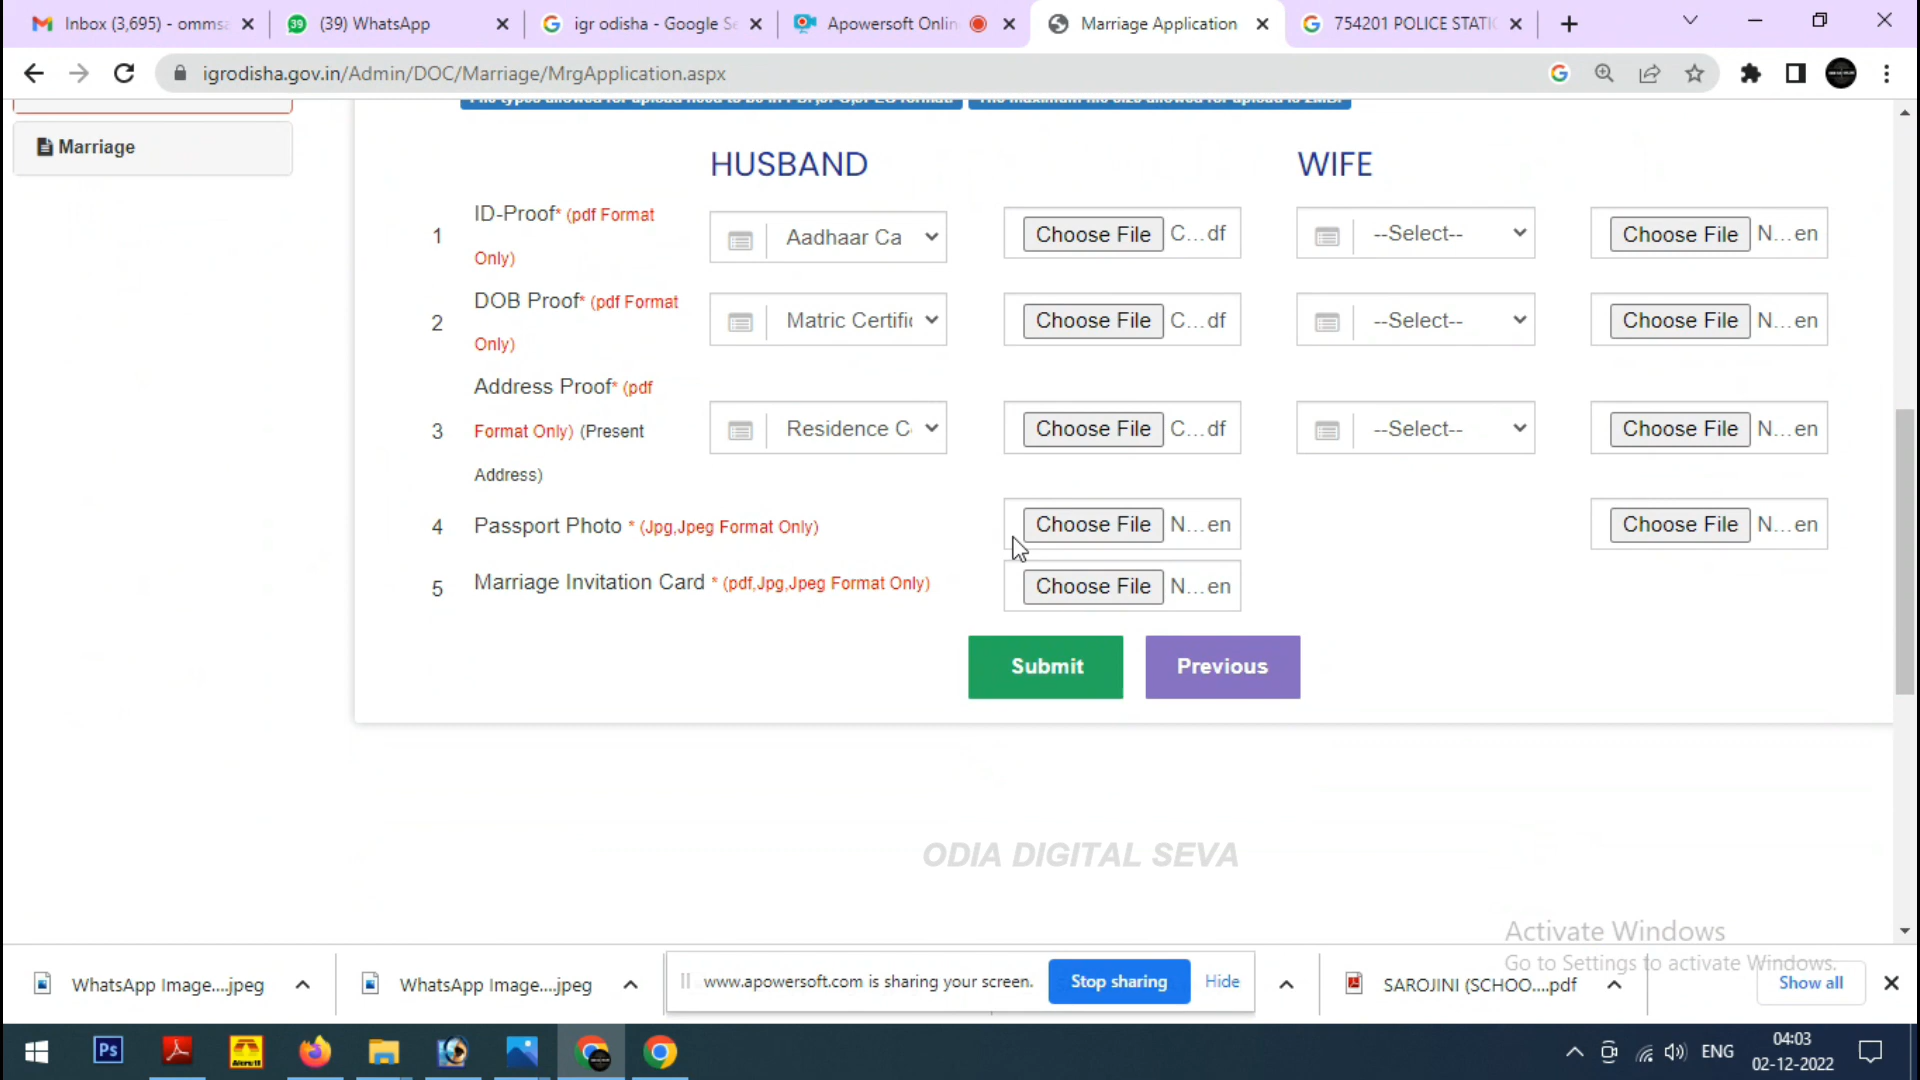 Inbox (3,695) - ommsa
(39) WhatsApp
igr odisha - Google Se
Apowersoft Onlin
Marriage Application
754201 POLICE STATIO
igrodisha.gov.in/Admin/DOC/Marriage/MrgApplication.aspx
File types allowed for upload need to be in PDF,JPG,JPEG format.
The maximum file size allowed for upload is 2MB.
Marriage
HUSBAND
WIFE
1
ID-Proof* (pdf Format Only)
Aadhaar Ca
Choose File C...df
--Select--
Choose File N...en
2
DOB Proof* (pdf Format Only)
Matric Certific
Choose File C...df
--Select--
Choose File N...en
3
Address Proof* (pdf Format Only) (Present Address)
Residence C
Choose File C...df
--Select--
Choose File N...en
4
Passport Photo * (Jpg,Jpeg Format Only)
Choose File N...en
Choose File N...en
5
Marriage Invitation Card * (pdf,Jpg,Jpeg Format Only)
Choose File N...en
Submit
Previous
ODIA DIGITAL SEVA
Activate Windows
Go to Settings to activate Windows.
WhatsApp Image....jpeg
WhatsApp Image....jpeg
www.apowersoft.com is sharing your screen.
Stop sharing
Hide
SAROJINI (SCHOO....pdf
Show all
Ps
ENG
04:03
02-12-2022